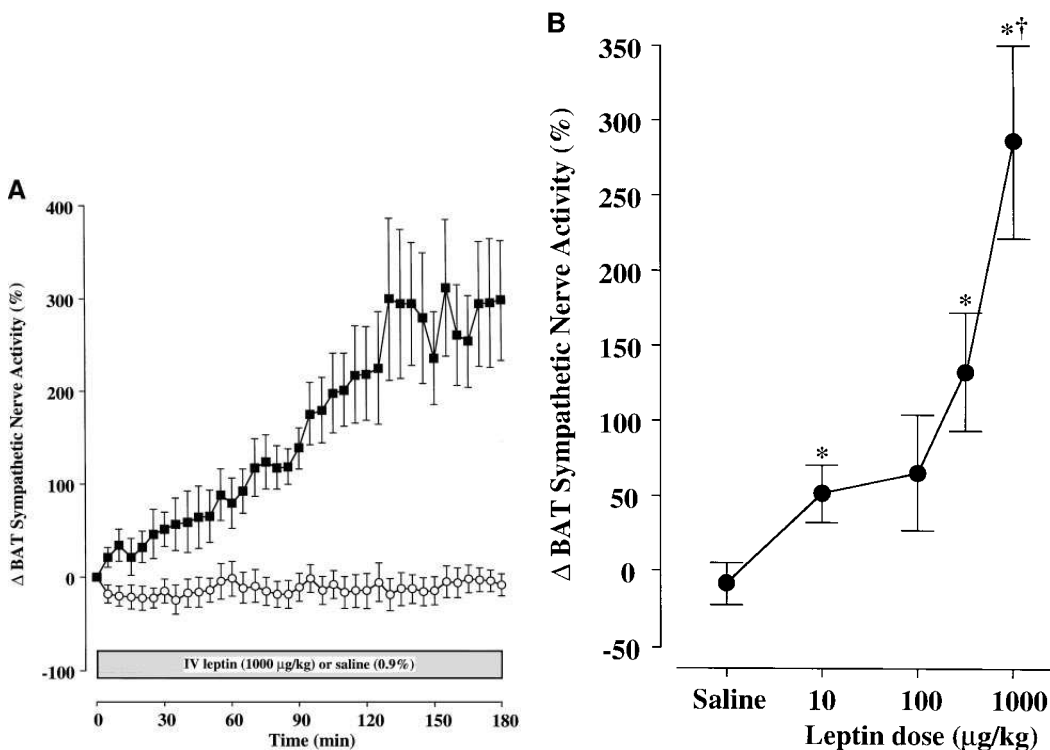 A
Δ BAT Sympathetic Nerve Activity (%)
400
300
200
100
0
-100
IV leptin (1000 µg/kg) or saline (0.9%)
0 30 60 90 120 150 180
Time (min)
B
Δ BAT Sympathetic Nerve Activity (%)
350
300
250
200
150
100
50
0
-50
*
*
*†
Saline 10 100 1000
Leptin dose (µg/kg)